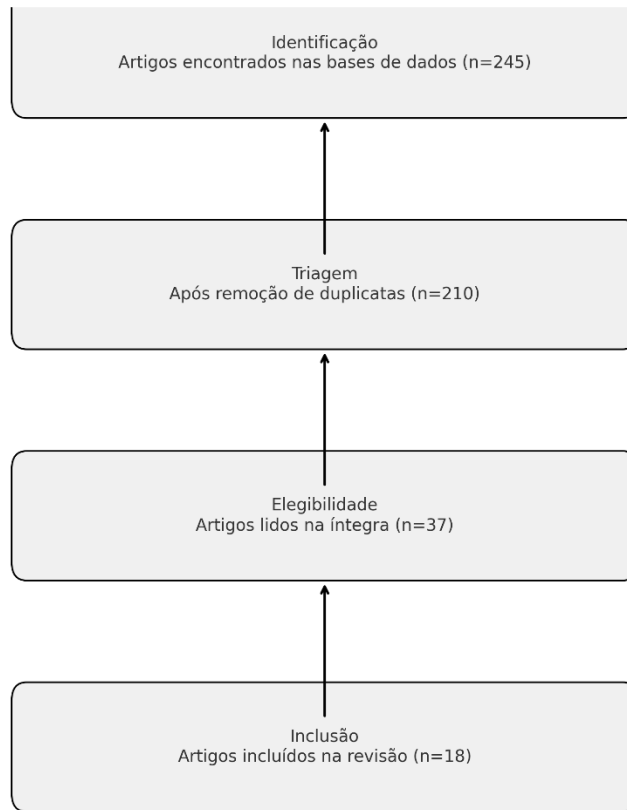 Identificação
Artigos encontrados nas bases de dados (n=245)
Triagem
Após remoção de duplicatas (n=210)
Elegibilidade
Artigos lidos na íntegra (n=37)
Inclusão
Artigos incluídos na revisão (n=18)